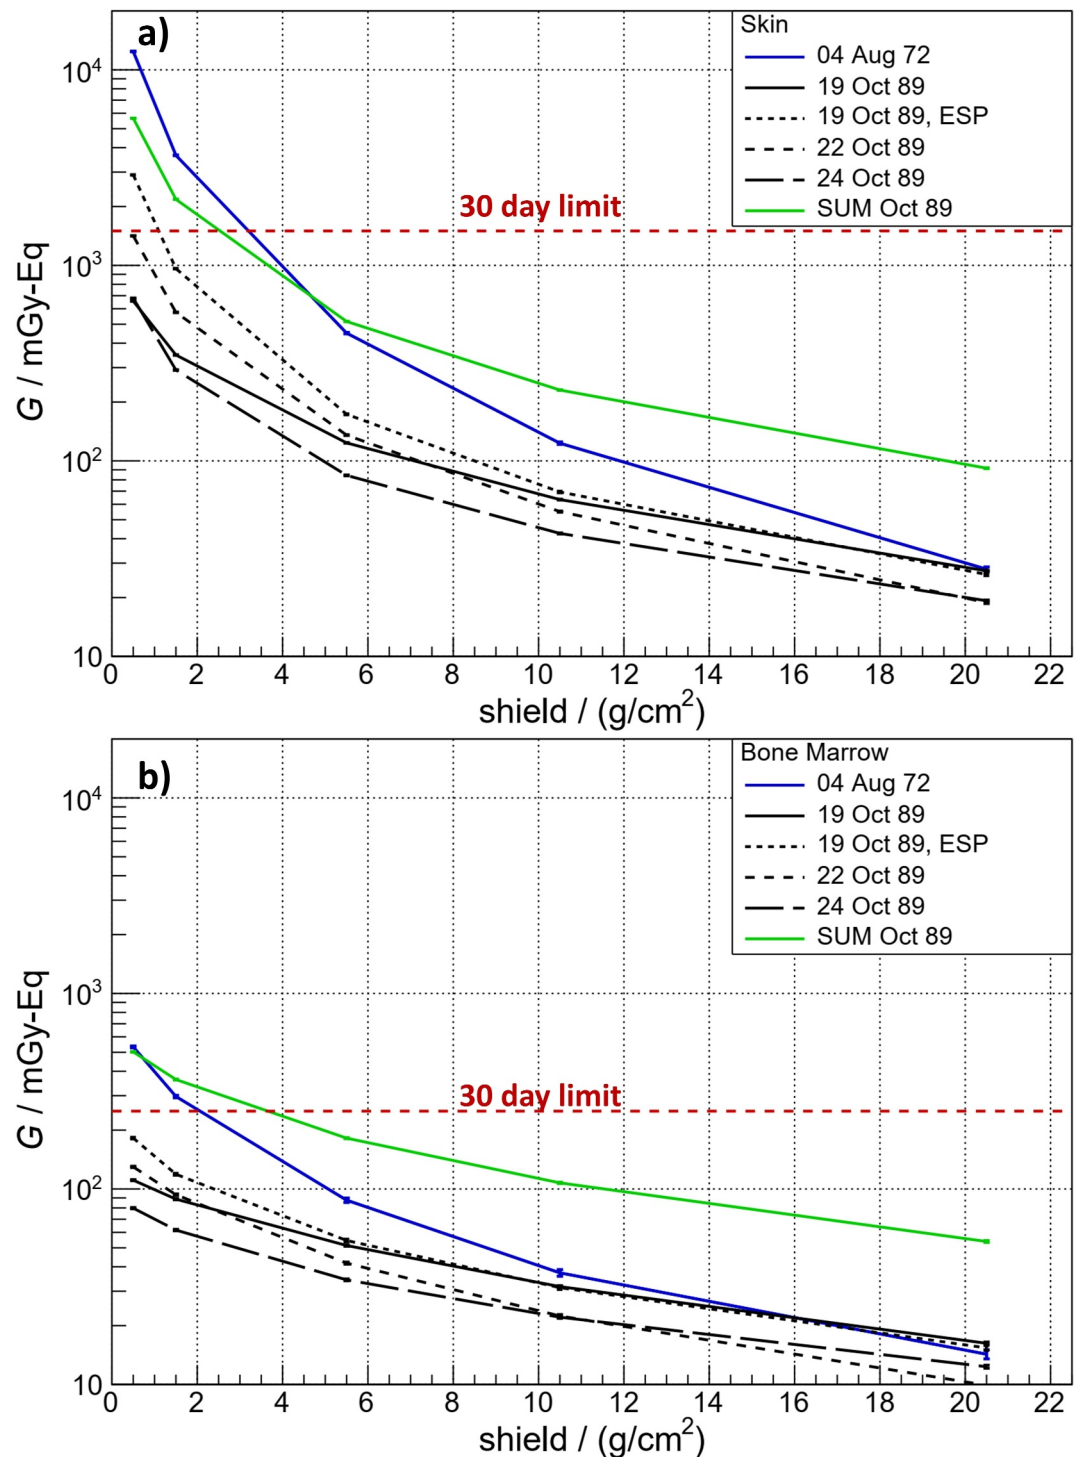 a)
Skin
04 Aug 72
19 Oct 89
19 Oct 89, ESP
22 Oct 89
24 Oct 89
SUM Oct 89
30 day limit
G / mGy-Eq
10⁴
10³
10²
10
0 2 4 6 8 10 12 14 16 18 20 22
shield / (g/cm²)
b)
Bone Marrow
04 Aug 72
19 Oct 89
19 Oct 89, ESP
22 Oct 89
24 Oct 89
SUM Oct 89
30 day limit
G / mGy-Eq
10⁴
10³
10²
10
0 2 4 6 8 10 12 14 16 18 20 22
shield / (g/cm²)